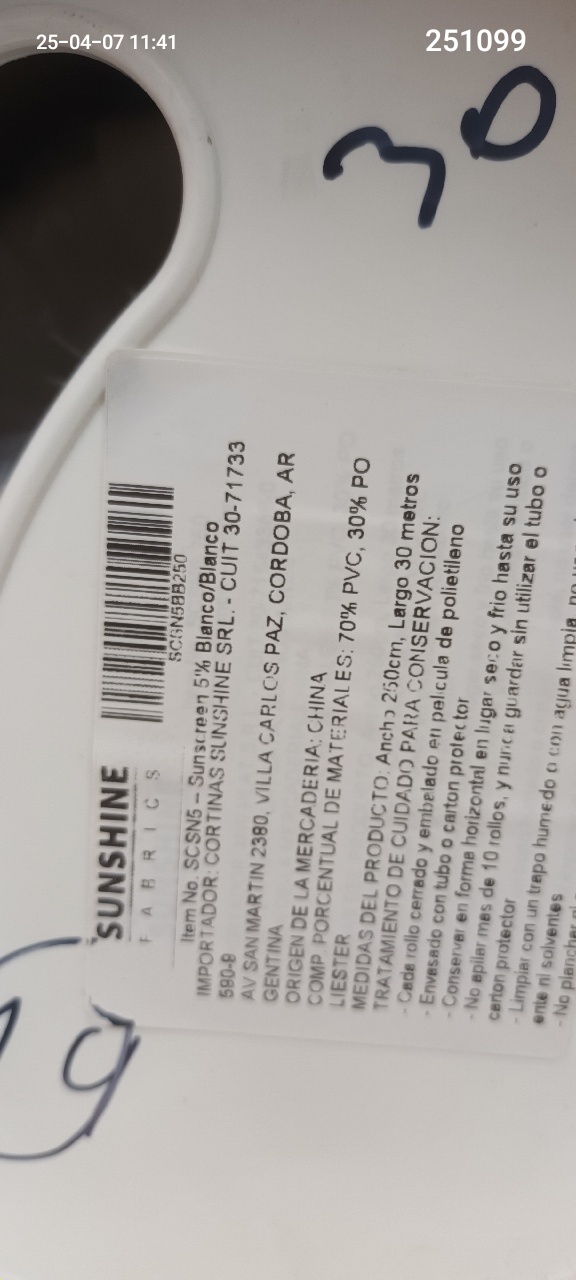 25-04-07 11:41
251099
30
SUNSHINE
FABRICS
SCSN5BB250
Item No. SCSN5 – Sunscreen 5% Blanco/Blanco
IMPORTADOR: CORTINAS SUNSHINE SRL. - CUIT 30-71733
590-8
AV SAN MARTIN 2380, VILLA CARLOS PAZ, CORDOBA, AR
GENTINA
ORIGEN DE LA MERCADERIA: CHINA
COMP. PORCENTUAL DE MATERIALES: 70% PVC, 30% PO
LIESTER
MEDIDAS DEL PRODUCTO: Ancho 250cm, Largo 30 metros
TRATAMIENTO DE CUIDADO PARA CONSERVACION:
- Cada rollo cerrado y embalado en pelicula de polietileno
- Envasado con tubo o carton protector
- Conservar en forma horizontal en lugar seco y frio hasta su uso
- No apilar mas de 10 rollos, y nunca guardar sin utilizar el tubo o
carton protector
- Limpiar con un trapo humedo o con agua limpia, no
ente ni solventes
- No planchar